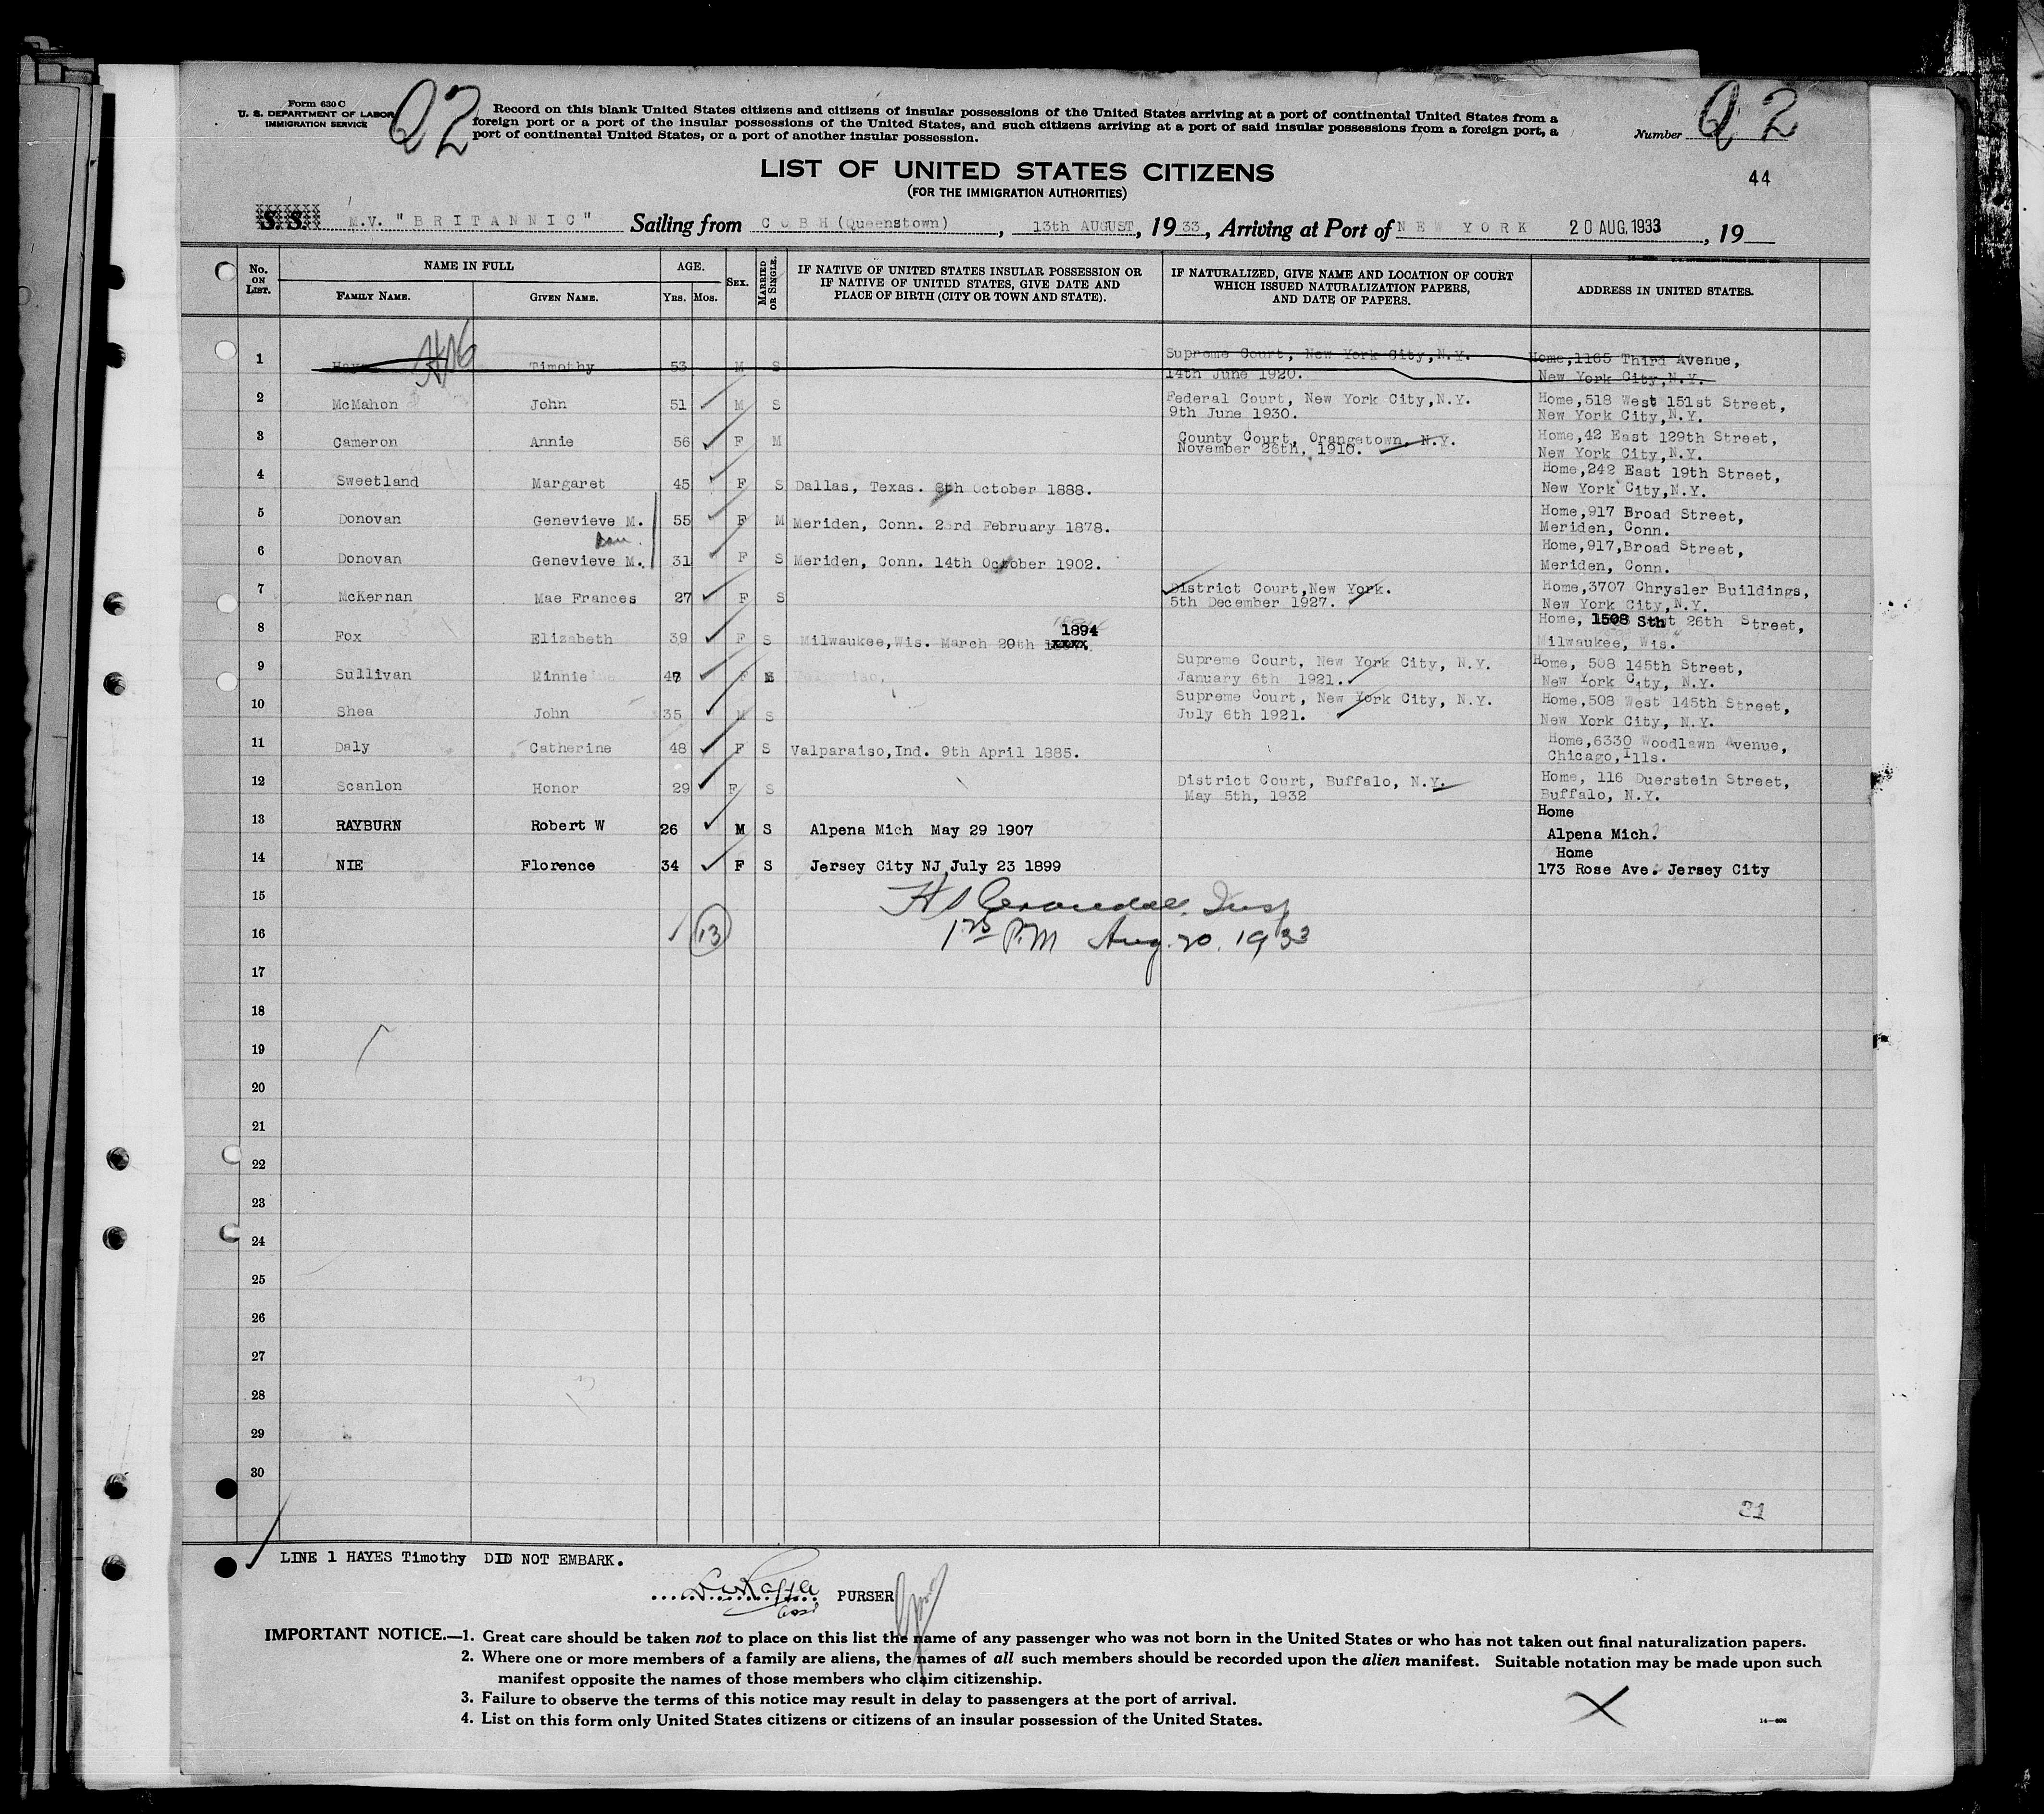 Form 630 C
U. S. DEPARTMENT OF LABOR
IMMIGRATION SERVICE
Q2
Record on this blank United States citizens and citizens of insular possessions of the United States arriving at a port of continental United States from a
foreign port or a port of the insular possessions of the United States, and such citizens arriving at a port of said insular possessions from a foreign port, a
port of continental United States, or a port of another insular possession.
Number Q 2
LIST OF UNITED STATES CITIZENS
(FOR THE IMMIGRATION AUTHORITIES)
44
S. S. M.V. "BRITANNIC" Sailing from COBH (Queenstown), 13th AUGUST, 1933, Arriving at Port of NEW YORK 20 AUG. 1933, 19
No. ON LIST.
NAME IN FULL
FAMILY NAME. GIVEN NAME.
AGE.
YRS. MOS.
SEX.
MARRIED OR SINGLE.
IF NATIVE OF UNITED STATES INSULAR POSSESSION OR
IF NATIVE OF UNITED STATES, GIVE DATE AND
PLACE OF BIRTH (CITY OR TOWN AND STATE).
IF NATURALIZED, GIVE NAME AND LOCATION OF COURT
WHICH ISSUED NATURALIZATION PAPERS,
AND DATE OF PAPERS.
ADDRESS IN UNITED STATES.
1 Hayes Timothy 53 M S Supreme Court, New York City, N.Y. Home, 1165 Third Avenue,
14th June 1920. New York City, N.Y.
2 McMahon John 51 M S Federal Court, New York City, N.Y. Home, 518 West 151st Street,
9th June 1930. New York City, N.Y.
3 Cameron Annie 56 F M County Court, Orangetown, N.Y. Home, 42 East 129th Street,
November 26th, 1910. New York City, N.Y.
4 Sweetland Margaret 45 F S Dallas, Texas. 8th October 1888. Home, 242 East 19th Street,
New York City, N.Y.
5 Donovan Genevieve M. 55 F M Meriden, Conn. 23rd February 1878. Home, 917 Broad Street,
Meriden, Conn.
6 Donovan Genevieve M. 31 F S Meriden, Conn. 14th October 1902. Home, 917, Broad Street,
Meriden, Conn.
7 McKernan Mae Frances 27 F S District Court, New York. Home, 3707 Chrysler Buildings,
5th December 1927. New York City, N.Y.
8 Fox Elizabeth 39 F S Milwaukee, Wis. March 20th 1894 Home, 1508 Sth 26th Street,
Milwaukee, Wis.
9 Sullivan Minnie 47 F Supreme Court, New York City, N.Y. Home, 508 145th Street,
January 6th 1921. New York City, N.Y.
10 Shea John 35 M S Supreme Court, New York City, N.Y. Home, 508 West 145th Street,
July 6th 1921. New York City, N.Y.
11 Daly Catherine 48 F S Valparaiso, Ind. 9th April 1885. Home, 6330 Woodlawn Avenue,
Chicago, Ills.
12 Scanlon Honor 29 F S District Court, Buffalo, N.Y. Home, 116 Duerstein Street,
May 5th, 1932 Buffalo, N.Y.
13 RAYBURN Robert W 26 M S Alpena Mich May 29 1907 Home
Alpena Mich.
14 NIE Florence 34 F S Jersey City NJ July 23 1899 Home
173 Rose Ave. Jersey City
15
16 13 P.M Aug. 20. 1933
17
18
19
20
21
22
23
24
25
26
27
28
29
30
LINE 1 HAYES Timothy DID NOT EMBARK.
PURSER
IMPORTANT NOTICE.—1. Great care should be taken not to place on this list the name of any passenger who was not born in the United States or who has not taken out final naturalization papers.
2. Where one or more members of a family are aliens, the names of all such members should be recorded upon the alien manifest. Suitable notation may be made upon such
manifest opposite the names of those members who claim citizenship.
3. Failure to observe the terms of this notice may result in delay to passengers at the port of arrival.
4. List on this form only United States citizens or citizens of an insular possession of the United States.